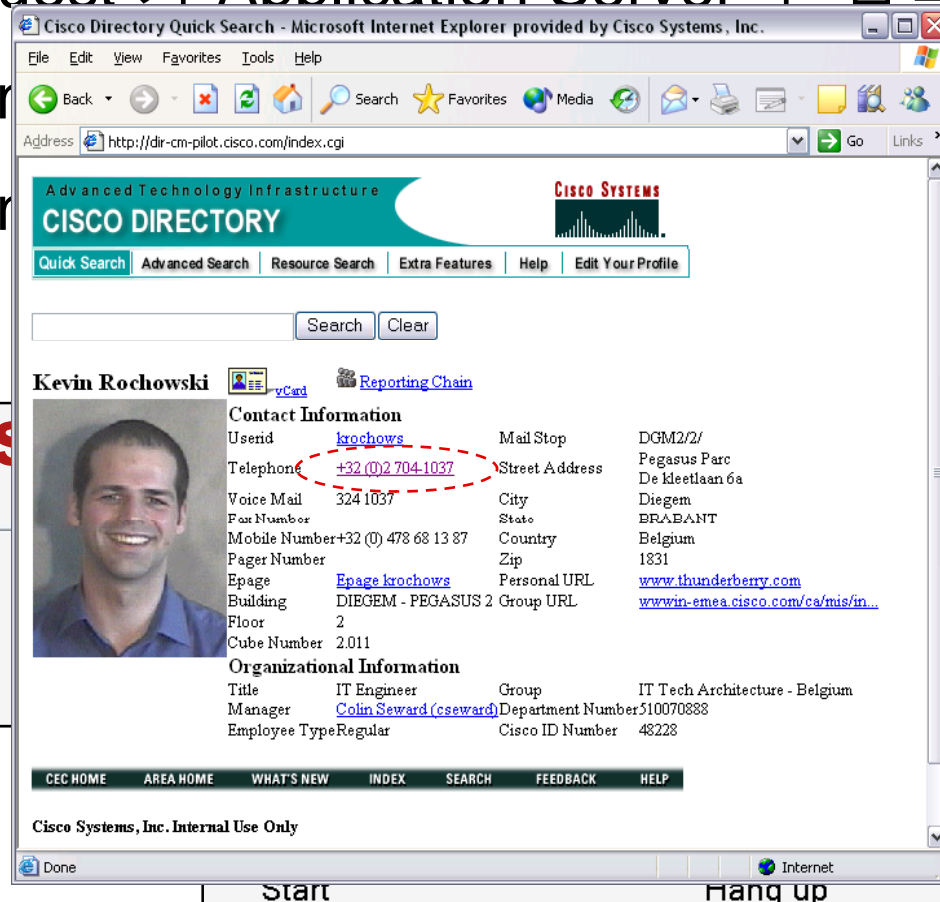 Application Server
Cisco Directory Quick Search - Microsoft Internet Explorer provided by Cisco Systems, Inc.
File Edit View Favorites Tools Help
Back Search Favorites Media
Address http://dir-cm-pilot.cisco.com/index.cgi Go Links
Advanced Technology Infrastructure
CISCO DIRECTORY
CISCO SYSTEMS
Quick Search Advanced Search Resource Search Extra Features Help Edit Your Profile
Search Clear
Kevin Rochowski vCard Reporting Chain
Contact Information
Userid krochows Mail Stop DGM2/2/
Telephone +32 (0)2 704-1037 Street Address Pegasus Parc
De kleetlaan 6a
Voice Mail 324 1037 City Diegem
Fax Number State BRABANT
Mobile Number+32 (0) 478 68 13 87 Country Belgium
Pager Number Zip 1831
Epage Epage krochows Personal URL www.thunderberry.com
Building DIEGEM - PEGASUS 2 Group URL wwwin-emea.cisco.com/ca/mis/in...
Floor 2
Cube Number 2.011
Organizational Information
Title IT Engineer Group IT Tech Architecture - Belgium
Manager Colin Seward (cseward) Department Number510070888
Employee TypeRegular Cisco ID Number 48228
CEC HOME AREA HOME WHAT'S NEW INDEX SEARCH FEEDBACK HELP
Cisco Systems, Inc. Internal Use Only
Done Internet
Start Hang up